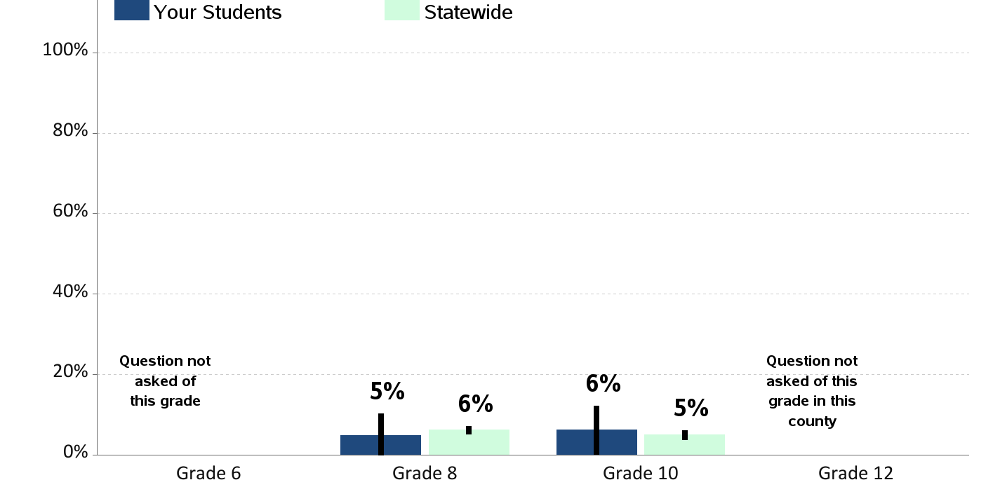 Your Students Statewide
100%
80%
60%
40%
20%
0%
Question not
asked of
this grade
5%
6%
6%
5%
Question not
asked of this
grade in this
county
Grade 6 Grade 8 Grade 10 Grade 12